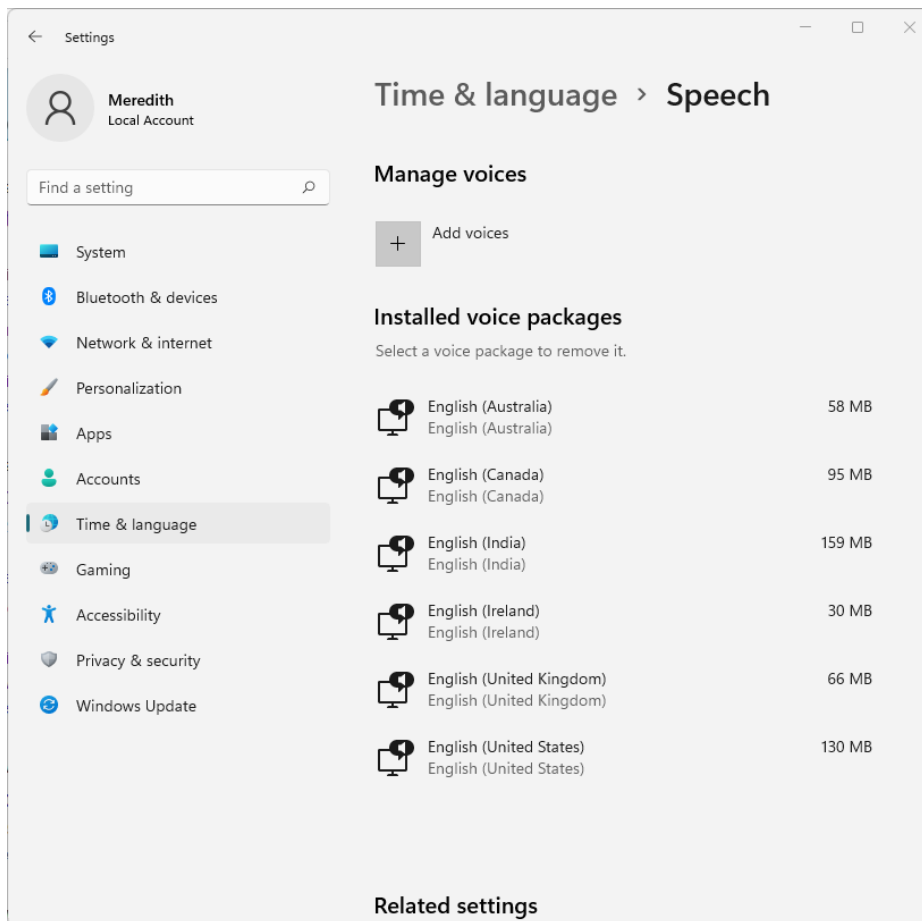 Settings
Meredith
Local Account
Find a setting
System
Bluetooth & devices
Network & internet
Personalization
Apps
Accounts
Time & language
Gaming
Accessibility
Privacy & security
Windows Update
Time & language > Speech
Manage voices
+ Add voices
Installed voice packages
Select a voice package to remove it.
English (Australia) 58 MB
English (Australia)
English (Canada) 95 MB
English (Canada)
English (India) 159 MB
English (India)
English (Ireland) 30 MB
English (Ireland)
English (United Kingdom) 66 MB
English (United Kingdom)
English (United States) 130 MB
English (United States)
Related settings